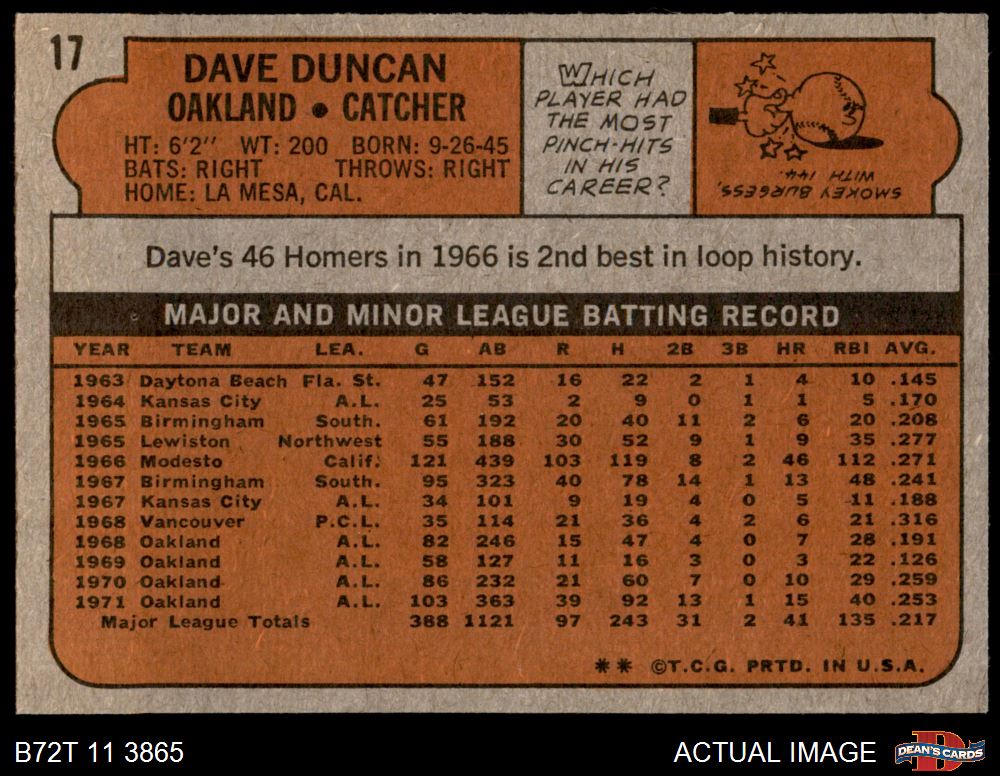 17
DAVE DUNCAN
OAKLAND • CATCHER
HT: 6'2" WT: 200 BORN: 9-26-45
BATS: RIGHT THROWS: RIGHT
HOME: LA MESA, CAL.
WHICH
PLAYER HAD
THE MOST
PINCH-HITS
IN HIS
CAREER?
SMOKEY BURGESS,
WITH 144.
Dave's 46 Homers in 1966 is 2nd best in loop history.
MAJOR AND MINOR LEAGUE BATTING RECORD
YEAR TEAM LEA. G AB R H 2B 3B HR RBI AVG.
1963 Daytona Beach Fla. St. 47 152 16 22 2 1 4 10 .145
1964 Kansas City A.L. 25 53 2 9 0 1 1 5 .170
1965 Birmingham South. 61 192 20 40 11 2 6 20 .208
1965 Lewiston Northwest 55 188 30 52 9 1 9 35 .277
1966 Modesto Calif. 121 439 103 119 8 2 46 112 .271
1967 Birmingham South. 95 323 40 78 14 1 13 48 .241
1967 Kansas City A.L. 34 101 9 19 4 0 5 11 .188
1968 Vancouver P.C.L. 35 114 21 36 4 2 6 21 .316
1968 Oakland A.L. 82 246 15 47 4 0 7 28 .191
1969 Oakland A.L. 58 127 11 16 3 0 3 22 .126
1970 Oakland A.L. 86 232 21 60 7 0 10 29 .259
1971 Oakland A.L. 103 363 39 92 13 1 15 40 .253
Major League Totals 388 1121 97 243 31 2 41 135 .217
** ©T.C.G. PRTD. IN U.S.A.
B72T 11 3865
ACTUAL IMAGE
DEAN'S CARDS